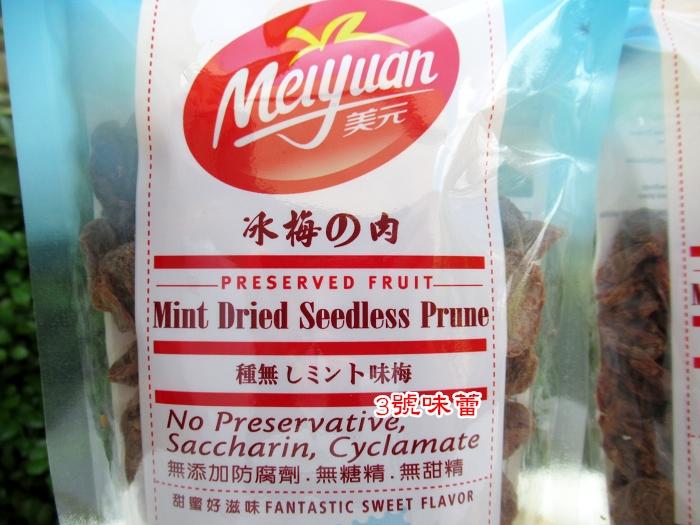 Meiyuan
美元
冰梅の肉
PRESERVED FRUIT
Mint Dried Seedless Prune
種無しミント味梅
3號味蕾
No Preservative,
Saccharin, Cyclamate
無添加防腐劑.無糖精.無甜精
甜蜜好滋味 FANTASTIC SWEET FLAVOR